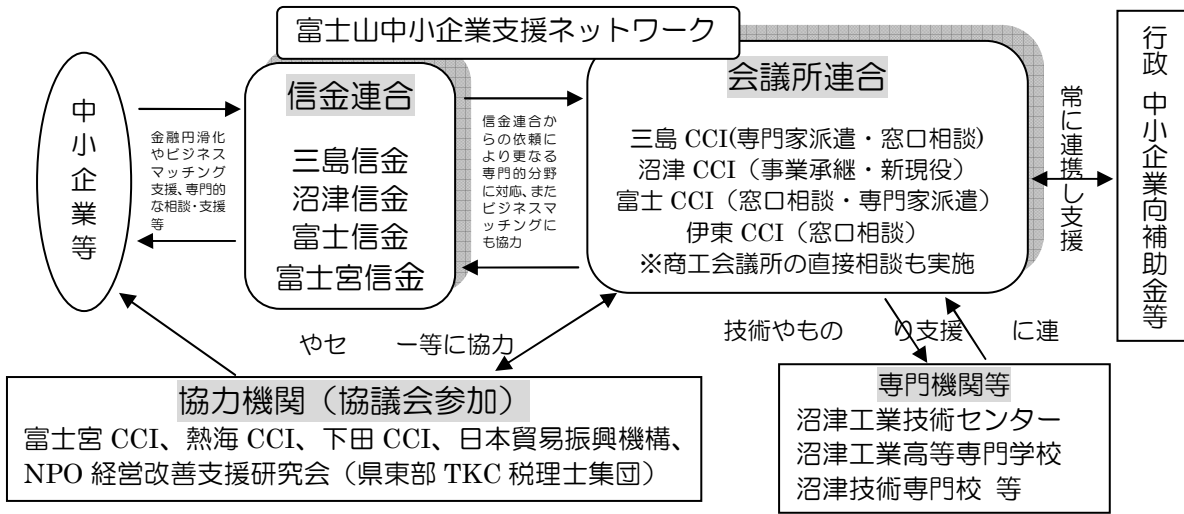 富士山中小企業支援ネットワーク
中小企業等
金融円滑化
やビジネス
マッチング
支援、専門的
な相談・支援
等
信金連合
三島信金
沼津信金
富士信金
富士宮信金
信金連合か
らの依頼に
より更なる
専門的分野
に対応、また
ビジネスマ
ッチングに
も協力
会議所連合
三島 CCI(専門家派遣・窓口相談)
沼津 CCI（事業承継・新現役）
富士 CCI（窓口相談・専門家派遣）
伊東 CCI（窓口相談）
※商工会議所の直接相談も実施
常に連携し支援
行政 中小企業向補助金等
やセ ー等に協力
技術やもの り支援 に連
協力機関（協議会参加）
富士宮 CCI、熱海 CCI、下田 CCI、日本貿易振興機構、
NPO 経営改善支援研究会（県東部 TKC 税理士集団）
専門機関等
沼津工業技術センター
沼津工業高等専門学校
沼津技術専門校 等